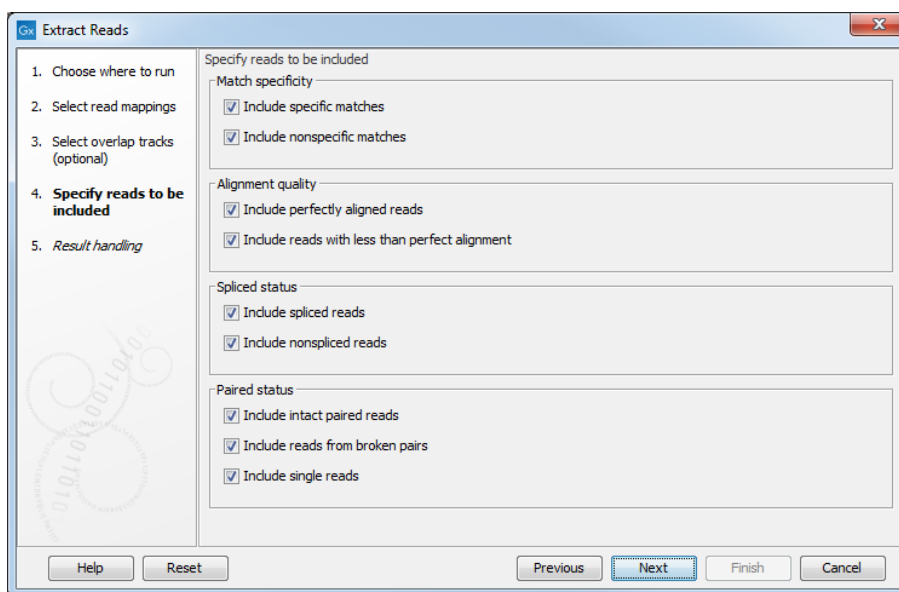 Gx Extract Reads
X
1. Choose where to run
2. Select read mappings
3. Select overlap tracks
(optional)
4. Specify reads to be
included
5. Result handling
Specify reads to be included
Match specificity
Include specific matches
Include nonspecific matches
Alignment quality
Include perfectly aligned reads
Include reads with less than perfect alignment
Spliced status
Include spliced reads
Include nonspliced reads
Paired status
Include intact paired reads
Include reads from broken pairs
Include single reads
Help Reset Previous Next Finish Cancel